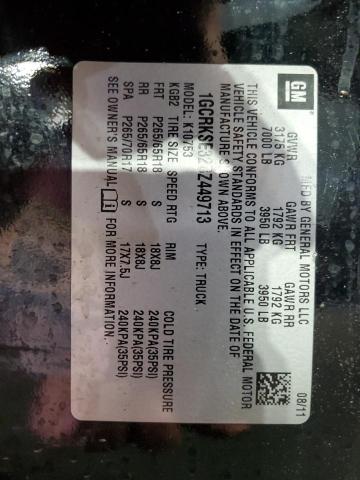 GM
MFD BY GENERAL MOTORS LLC
08/11
GVWR GAWR FRT GAWR RR
3175 KG 1792 KG 1792 KG
7000 LB 3950 LB 3950 LB
THIS VEHICLE CONFORMS TO ALL APPLICABLE U.S. FEDERAL MOTOR
VEHICLE SAFETY STANDARDS IN EFFECT ON THE DATE OF
MANUFACTURE SHOWN ABOVE.
TYPE: TRUCK
MODEL: K10753
KGB2 TIRE SIZE SPEED RTG RIM COLD TIRE PRESSURE
FRT P265/65R18 S 18X8J 240KPA(35PSI)
RR P265/65R18 S 18X8J 240KPA(35PSI)
SPA P265/70R17 S 17X7.5J 240KPA(35PSI)
SEE OWNER'S MANUAL FOR MORE INFORMATION.